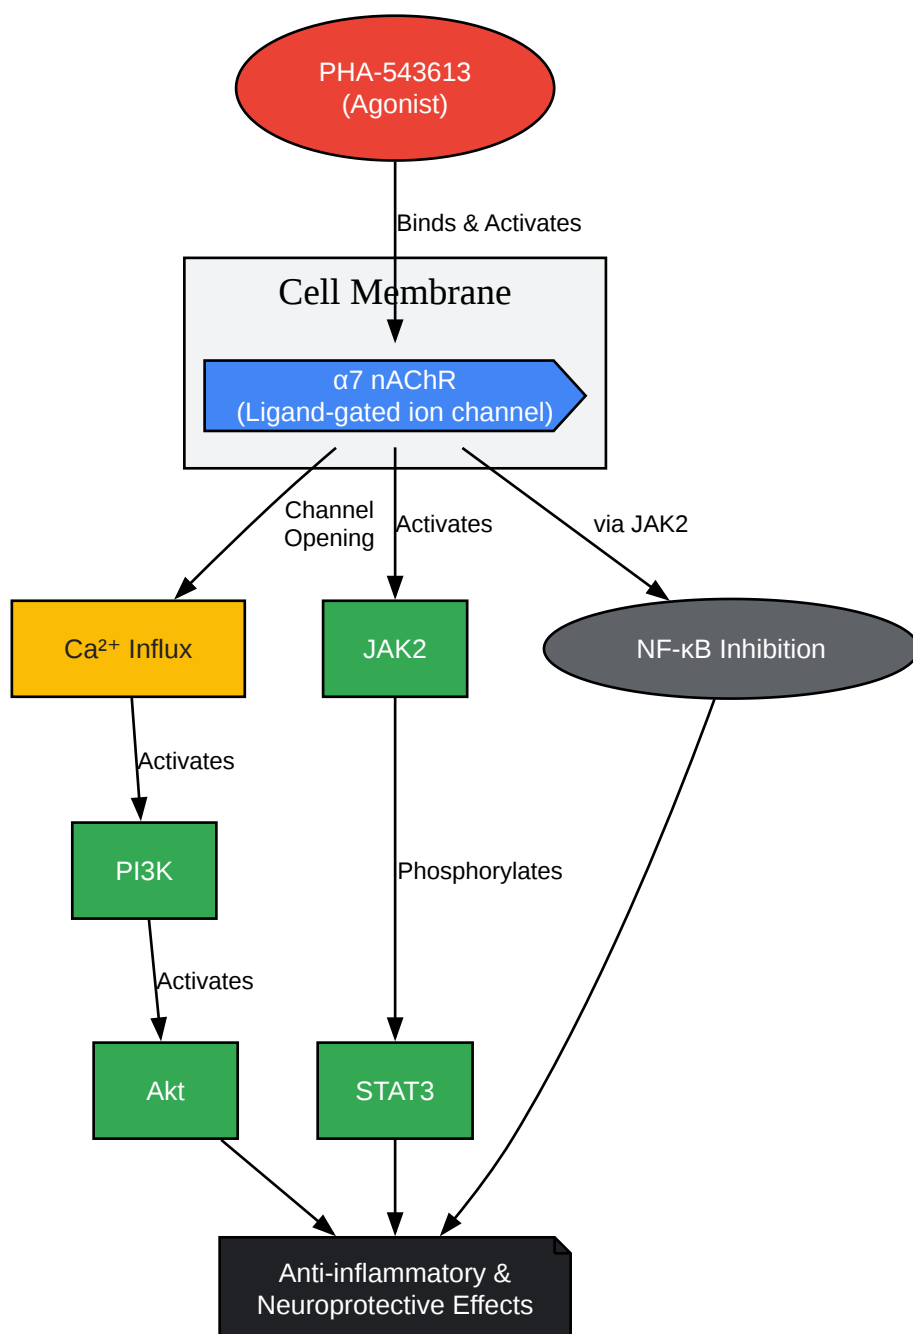 PHA-543613
(Agonist)
Binds & Activates
Cell Membrane
α7 nAChR
(Ligand-gated ion channel)
Channel
Opening
Activates
via JAK2
Ca²⁺ Influx
JAK2
NF-κB Inhibition
Activates
PI3K
Phosphorylates
Activates
Akt
STAT3
Anti-inflammatory &
Neuroprotective Effects